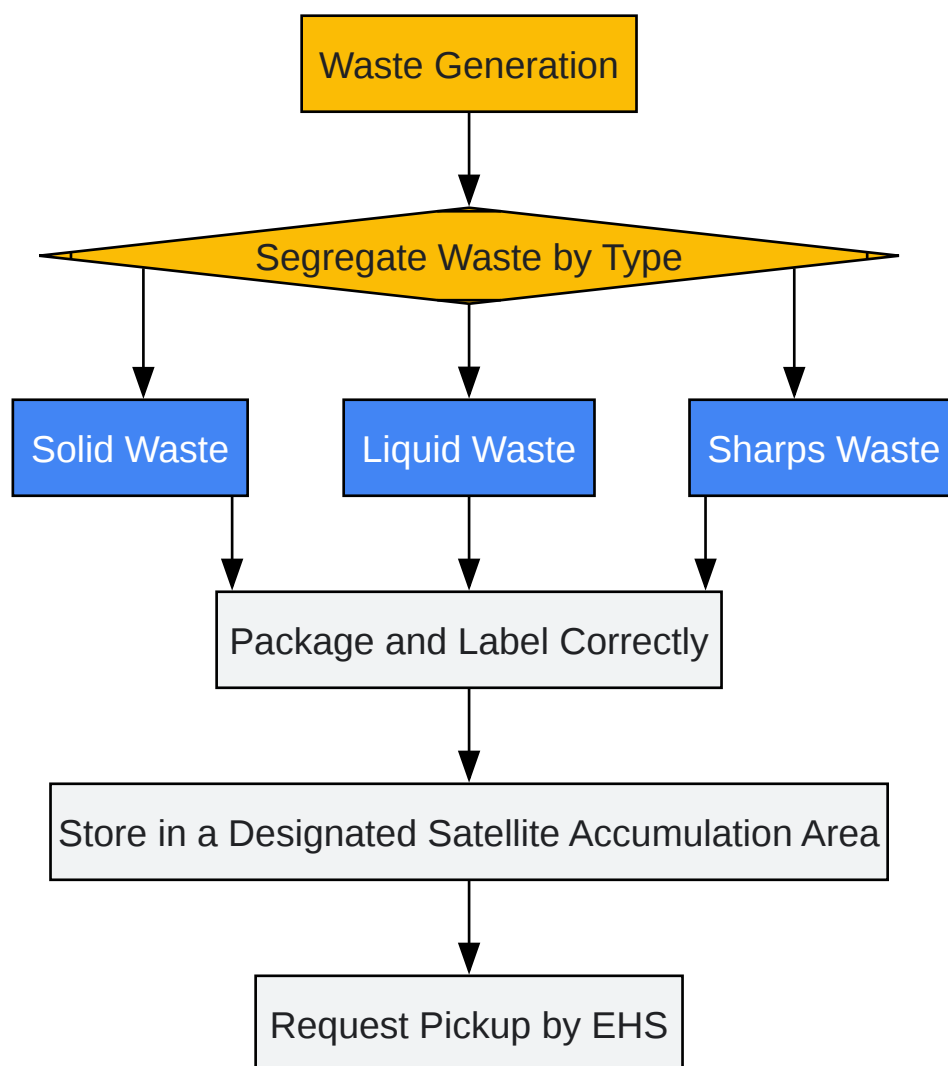 Waste Generation
Segregate Waste by Type
Solid Waste
Liquid Waste
Sharps Waste
Package and Label Correctly
Store in a Designated Satellite Accumulation Area
Request Pickup by EHS